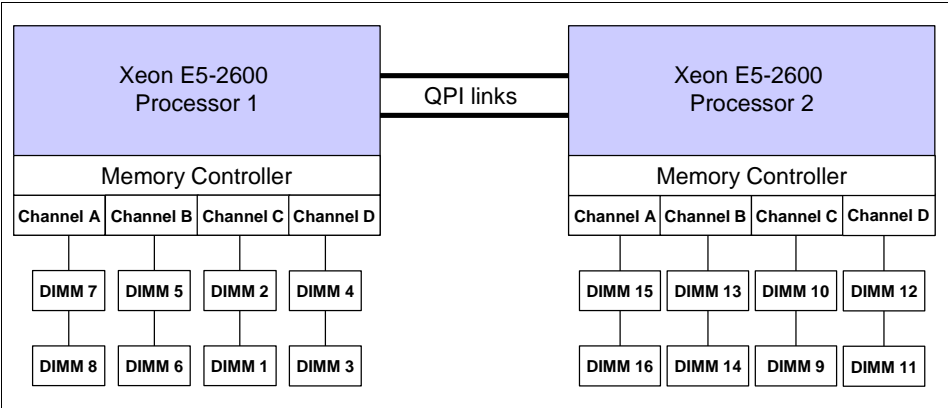 Xeon E5-2600
Processor 1
QPI links
Xeon E5-2600
Processor 2
Memory Controller
Memory Controller
Channel A Channel B Channel C Channel D
Channel A Channel B Channel C Channel D
DIMM 7 DIMM 5 DIMM 2 DIMM 4
DIMM 15 DIMM 13 DIMM 10 DIMM 12
DIMM 8 DIMM 6 DIMM 1 DIMM 3
DIMM 16 DIMM 14 DIMM 9 DIMM 11